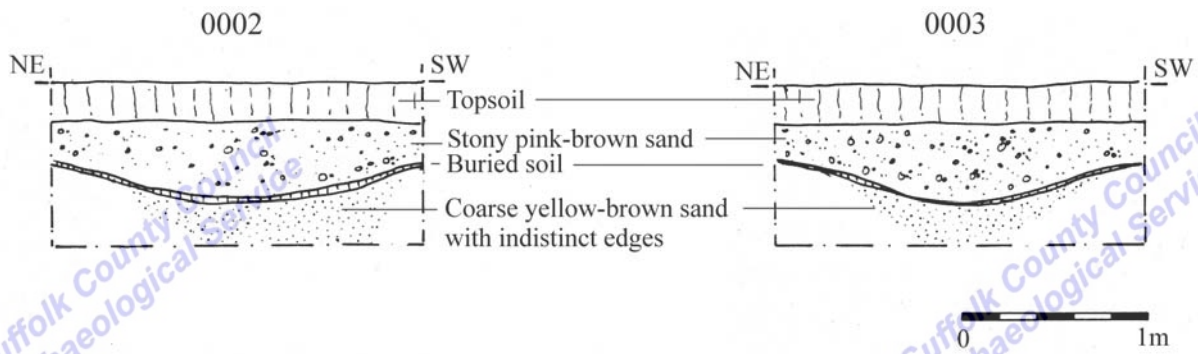 0002
0003
NE
SW
NE
SW
Topsoil
Stony pink-brown sand
Buried soil
Coarse yellow-brown sand
with indistinct edges
0
1m
Suffolk County Council
Archaeological Service
Suffolk County Council
Archaeological Service